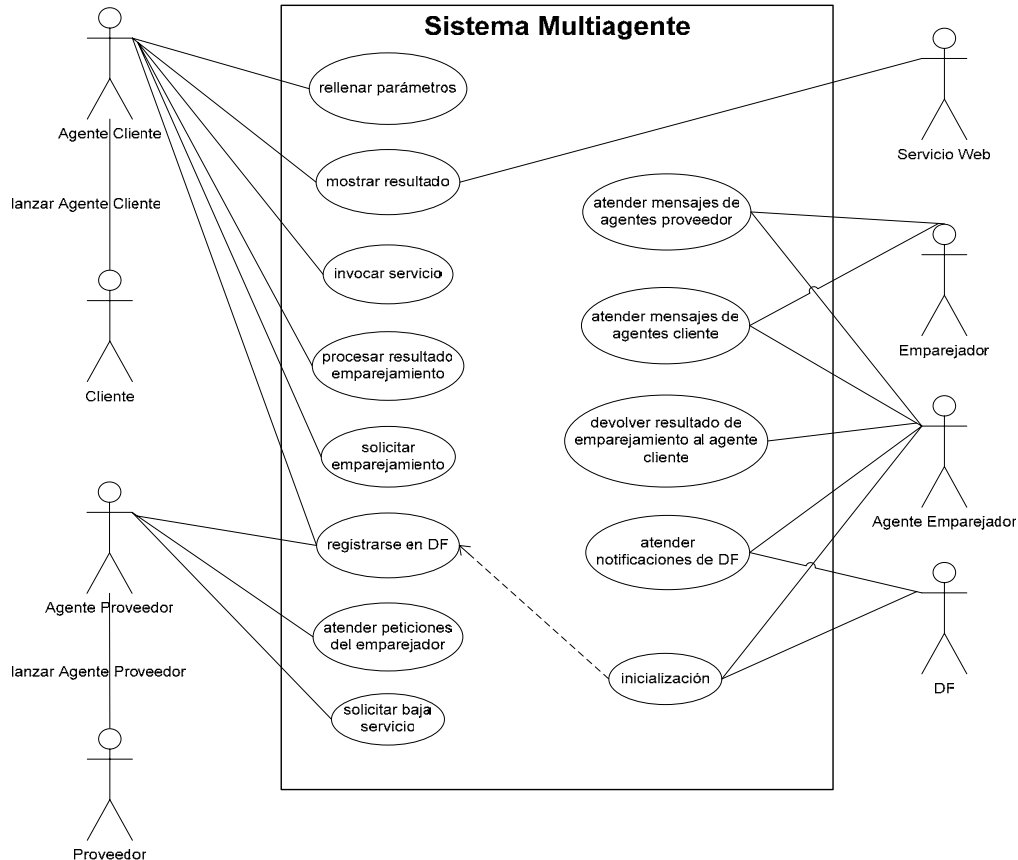 Sistema Multiagente
rellenar parámetros
Agente Cliente
Servicio Web
mostrar resultado
lanzar Agente Cliente
atender mensajes de
agentes proveedor
invocar servicio
atender mensajes de
agentes cliente
Emparejador
procesar resultado
emparejamiento
Cliente
devolver resultado de
emparejamiento al agente
cliente
solicitar
emparejamiento
Agente Emparejador
registrarse en DF
atender
notificaciones de DF
Agente Proveedor
atender peticiones
del emparejador
lanzar Agente Proveedor
inicialización
DF
solicitar baja
servicio
Proveedor